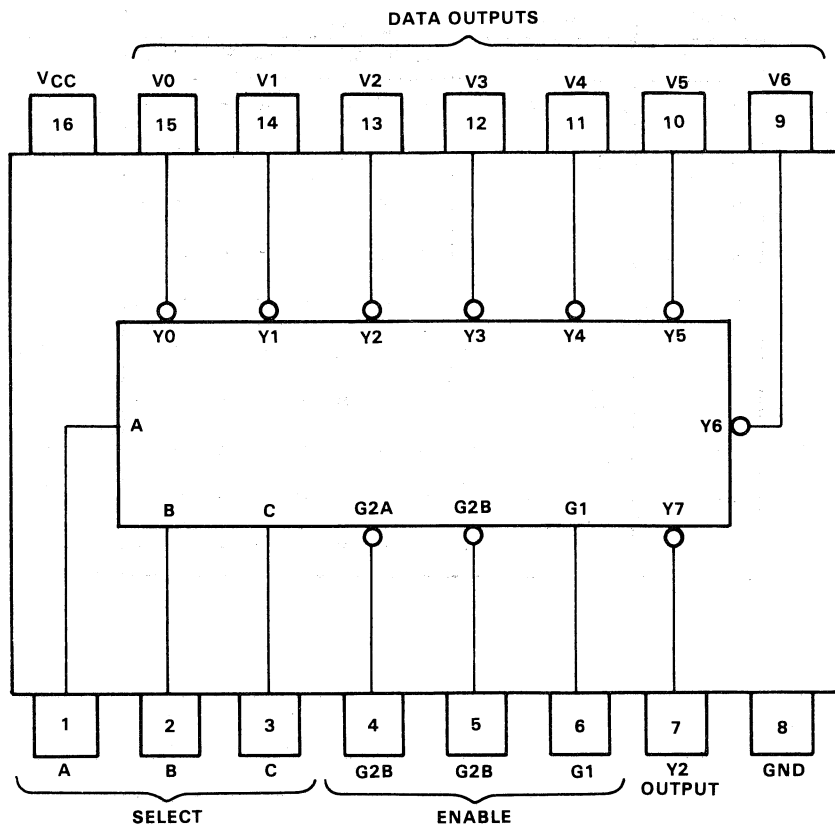 DATA OUTPUTS
VCC V0 V1 V2 V3 V4 V5 V6
16 15 14 13 12 11 10 9
Y0 Y1 Y2 Y3 Y4 Y5
A Y6
B C G2A G2B G1 Y7
1 2 3 4 5 6 7 8
A B C G2B G2B G1 Y2 GND
OUTPUT
SELECT ENABLE